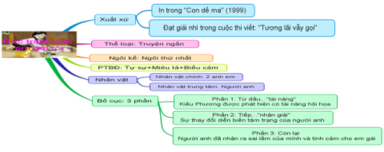 In trong "Con dế ma" (1999)
Xuất xứ
Đạt giải nhì trong cuộc thi viết: "Tương lai vẫy gọi"
Thể loại: Truyện ngắn
Ngôi kể: Ngôi thứ nhất
PTBĐ: Tự sự+Miêu tả+Biểu cảm
Nhân vật chính: 2 anh em
Nhân vật
Nhân vật trung tâm: Người anh
Bố cục: 3 phần
Phần 1: Từ đầu..."tài năng"
Kiều Phương được phát hiện có tài năng hội họa
Phần 2: Tiếp..."nhận giải"
Sự thay đổi diễn biến tâm trạng của người anh
Phần 3: Còn lại
Người anh đã nhận ra sai lầm của mình và tình cảm cho em gái